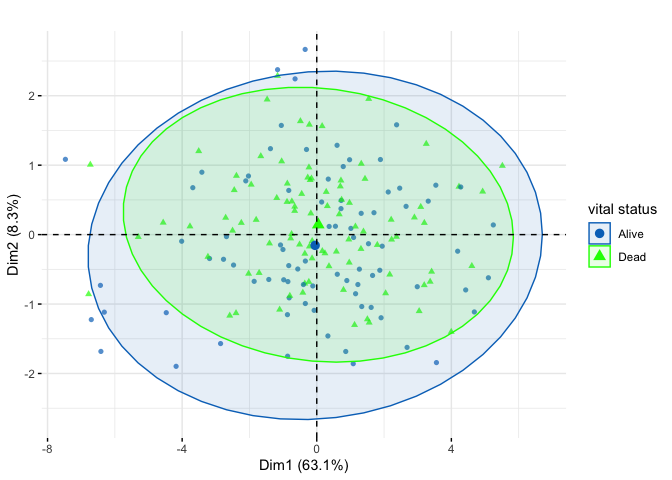 2
1
0
-1
-2
Dim2 (8.3%)
-8
-4
0
4
Dim1 (63.1%)
vital status
Alive
Dead